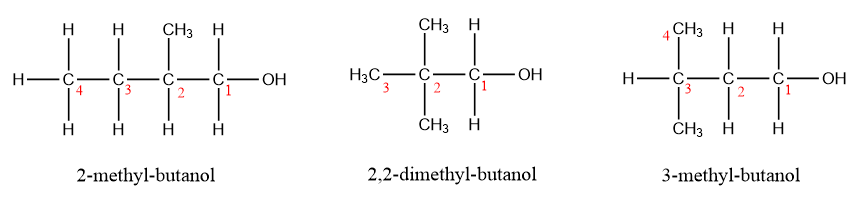 H H CH₃ H CH₃ H 4 CH₃ H H
H C C C C OH H₃C C C OH H C C C OH
4 3 2 1 3 2 1 3 2 1
H H H H CH₃ H CH₃ H H
2-methyl-butanol 2,2-dimethyl-butanol 3-methyl-butanol